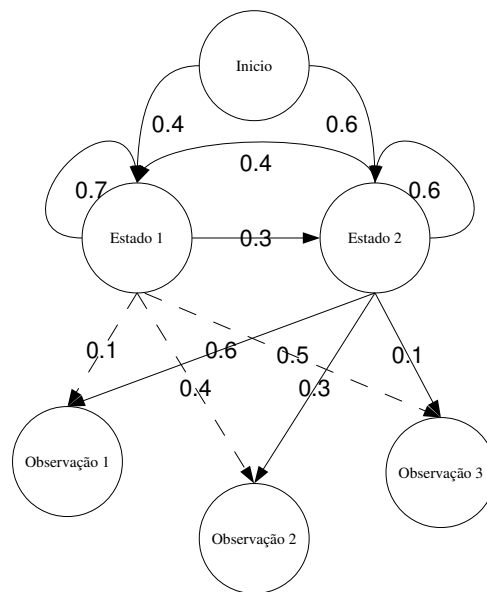 Inicio
0.4
0.6
0.4
0.7
0.6
Estado 1
0.3
Estado 2
0.1
0.6
0.5
0.1
0.4
0.3
Observação 1
Observação 3
Observação 2